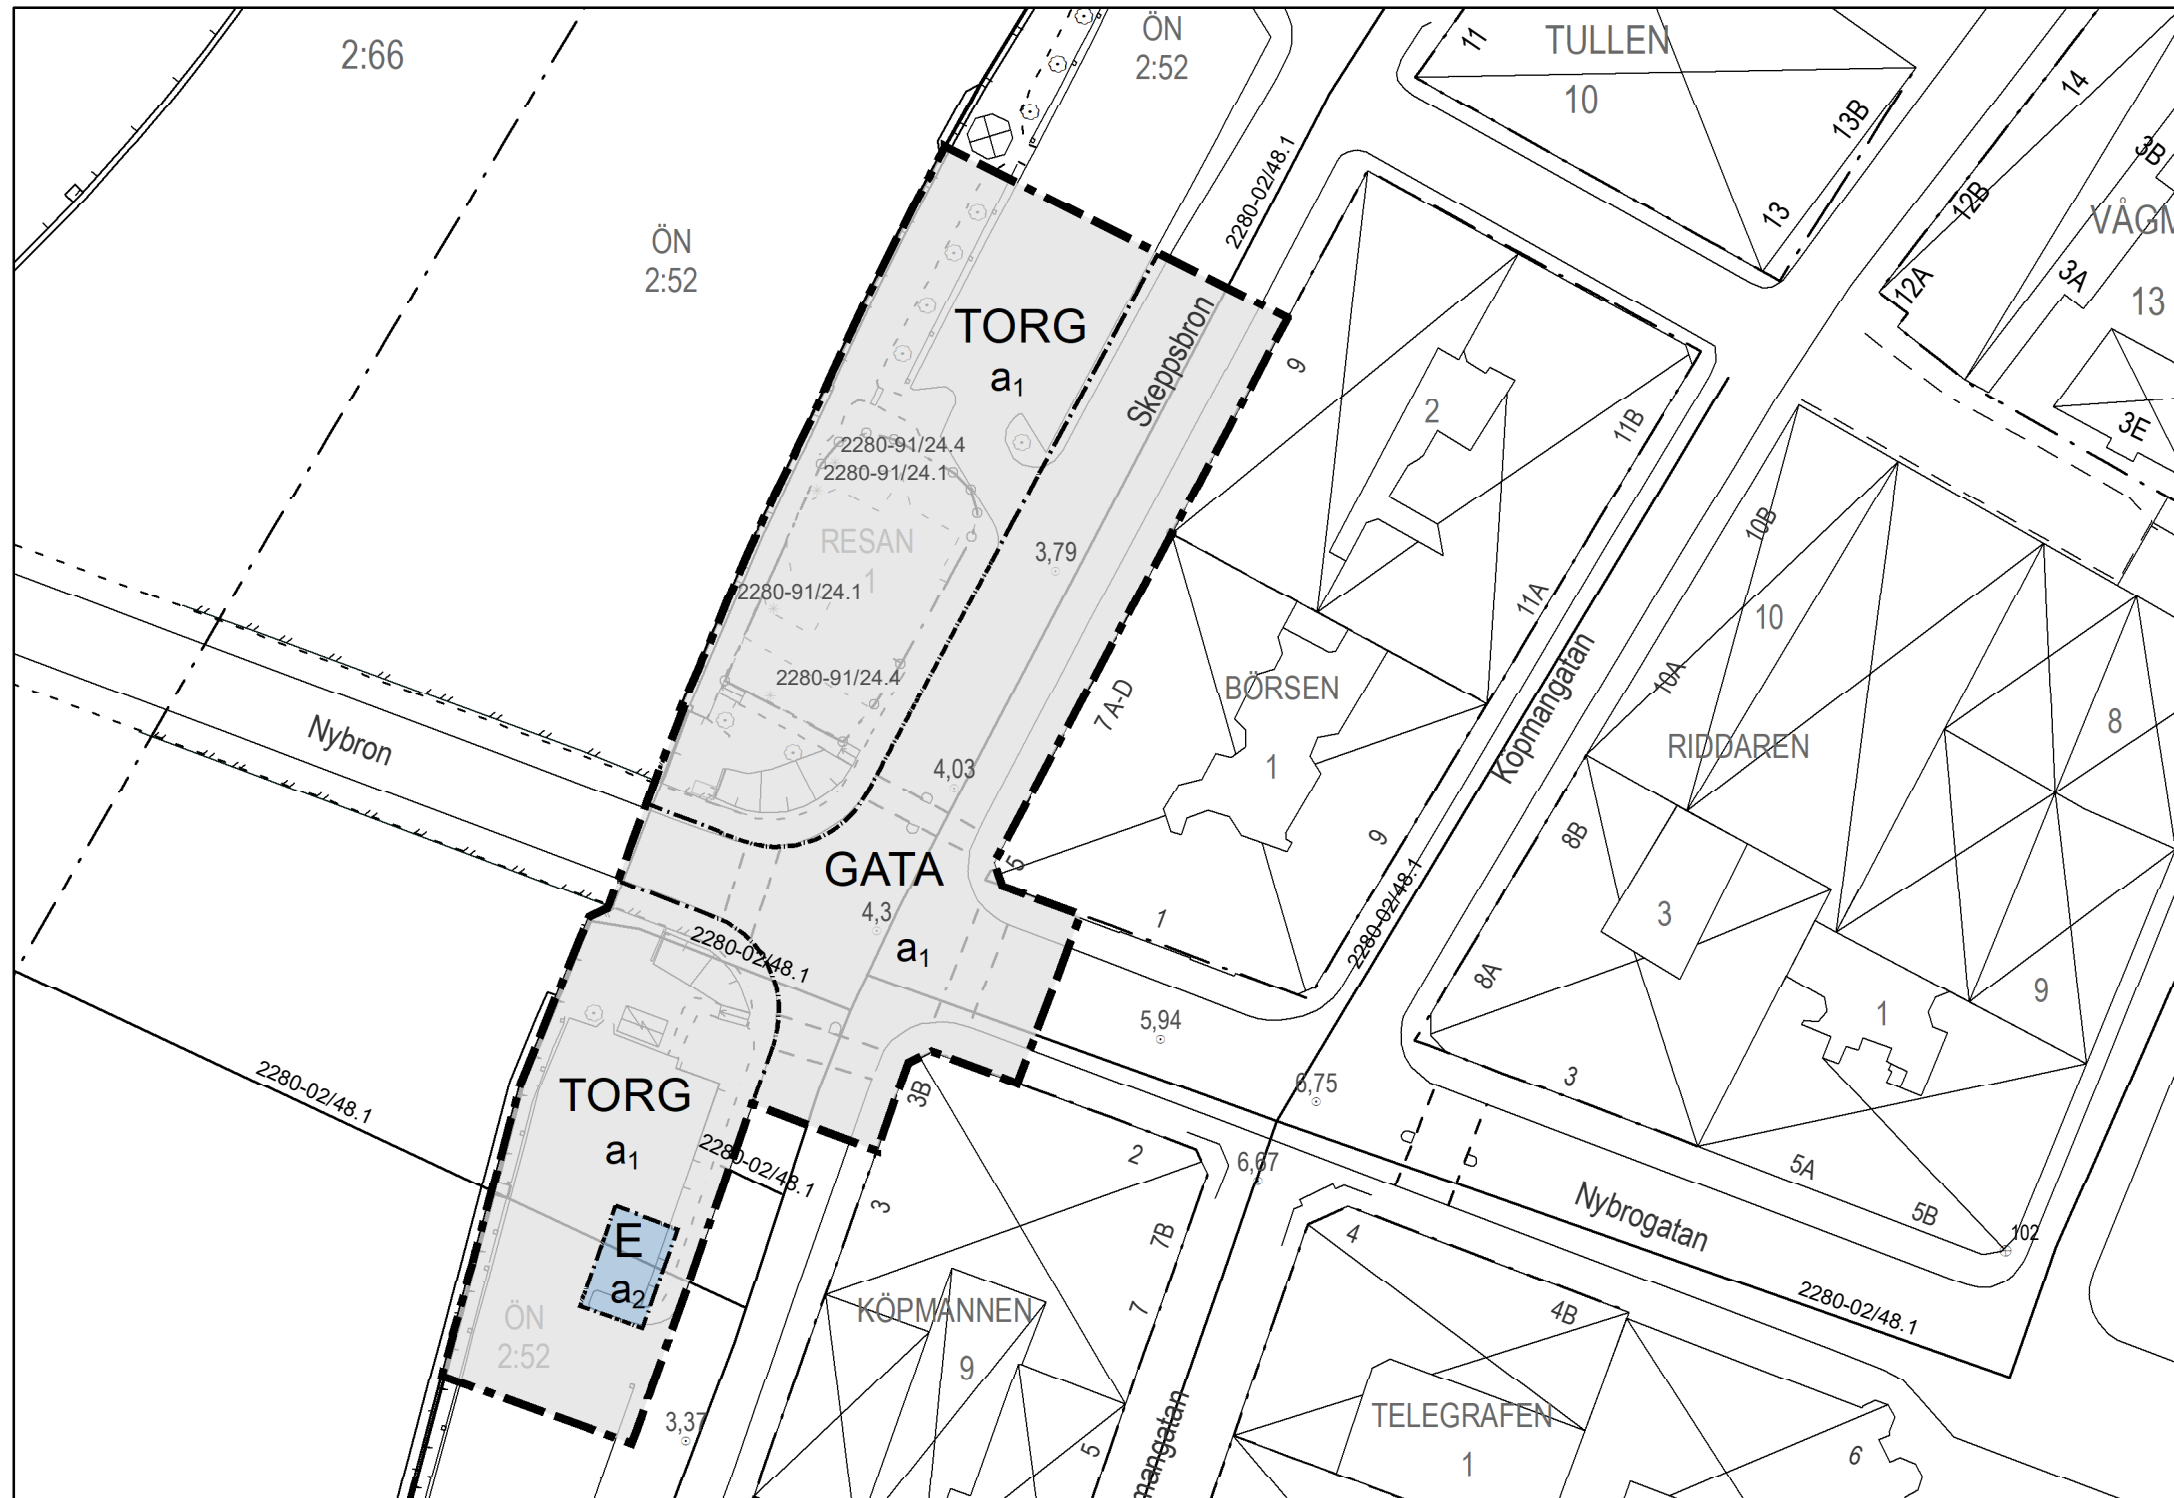 2:66
ÖN
2:52
TULLEN
10
11
13B
13
14
12B
12A
3B
3A
VÅGM
13
3E
ÖN
2:52
2280-02/48.1
TORG
a1
Skeppsbron
9
2
11B
2280-91/24.4
2280-91/24.1
RESAN
1
2280-91/24.1
2280-91/24.4
3,79
10B
10
11A
Köpmangatan
10A
7 A-D
BÖRSEN
1
RIDDAREN
8
Nybron
4,03
9
8B
GATA
4,3
a1
5
1
2280-02/48.1
2280-02/48.1
3
8A
1
9
5,94
6,75
3
2280-02/48.1
TORG
a1
2280-02/48.1
3B
2
6,67
5A
5B
102
Nybrogatan
3
7B
4
E
a2
ÖN
2:52
KÖPMANNEN
9
7
4B
2280-02/48.1
3,37
5
mangatan
TELEGRAFEN
1
6